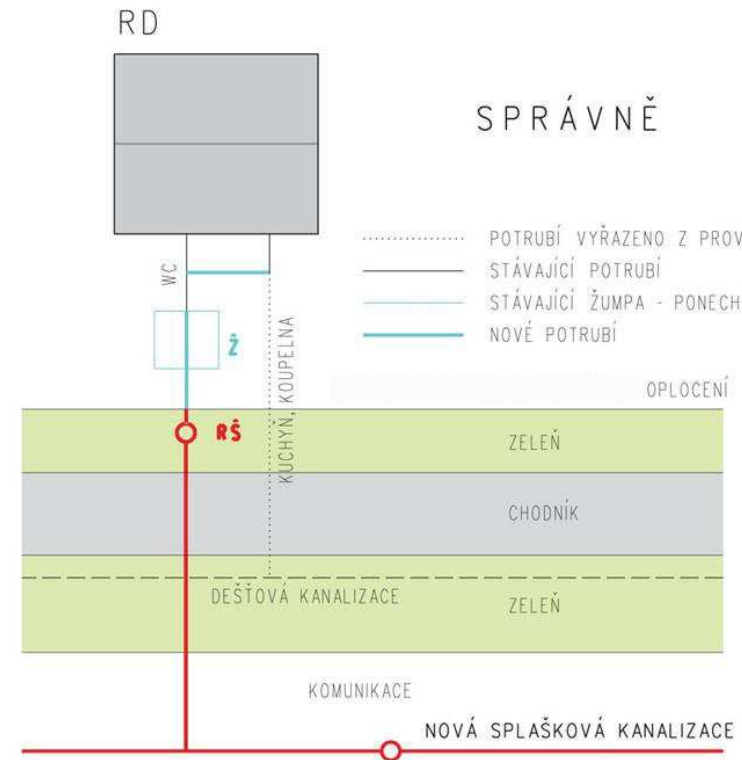 RD
SPRÁVNĚ
POTRUBÍ VYŘAZENO Z PROV
STÁVAJÍCÍ POTRUBÍ
STÁVAJÍCÍ ŽUMPA - PONECH
NOVÉ POTRUBÍ
WC
Ž
KUCHYŇ, KOUPELNA
OPLOCENÍ
RŠ
ZELEŇ
CHODNÍK
DEŠŤOVÁ KANALIZACE
ZELEŇ
KOMUNIKACE
NOVÁ SPLAŠKOVÁ KANALIZACE